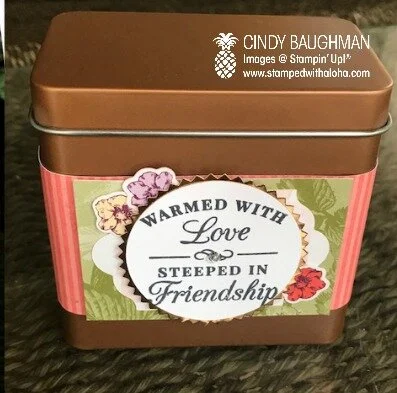 CINDY BAUGHMAN
Images @ Stampin' Up!®
www.stampedwithaloha.com
WARMED WITH
Love
STEEPED IN
Friendship